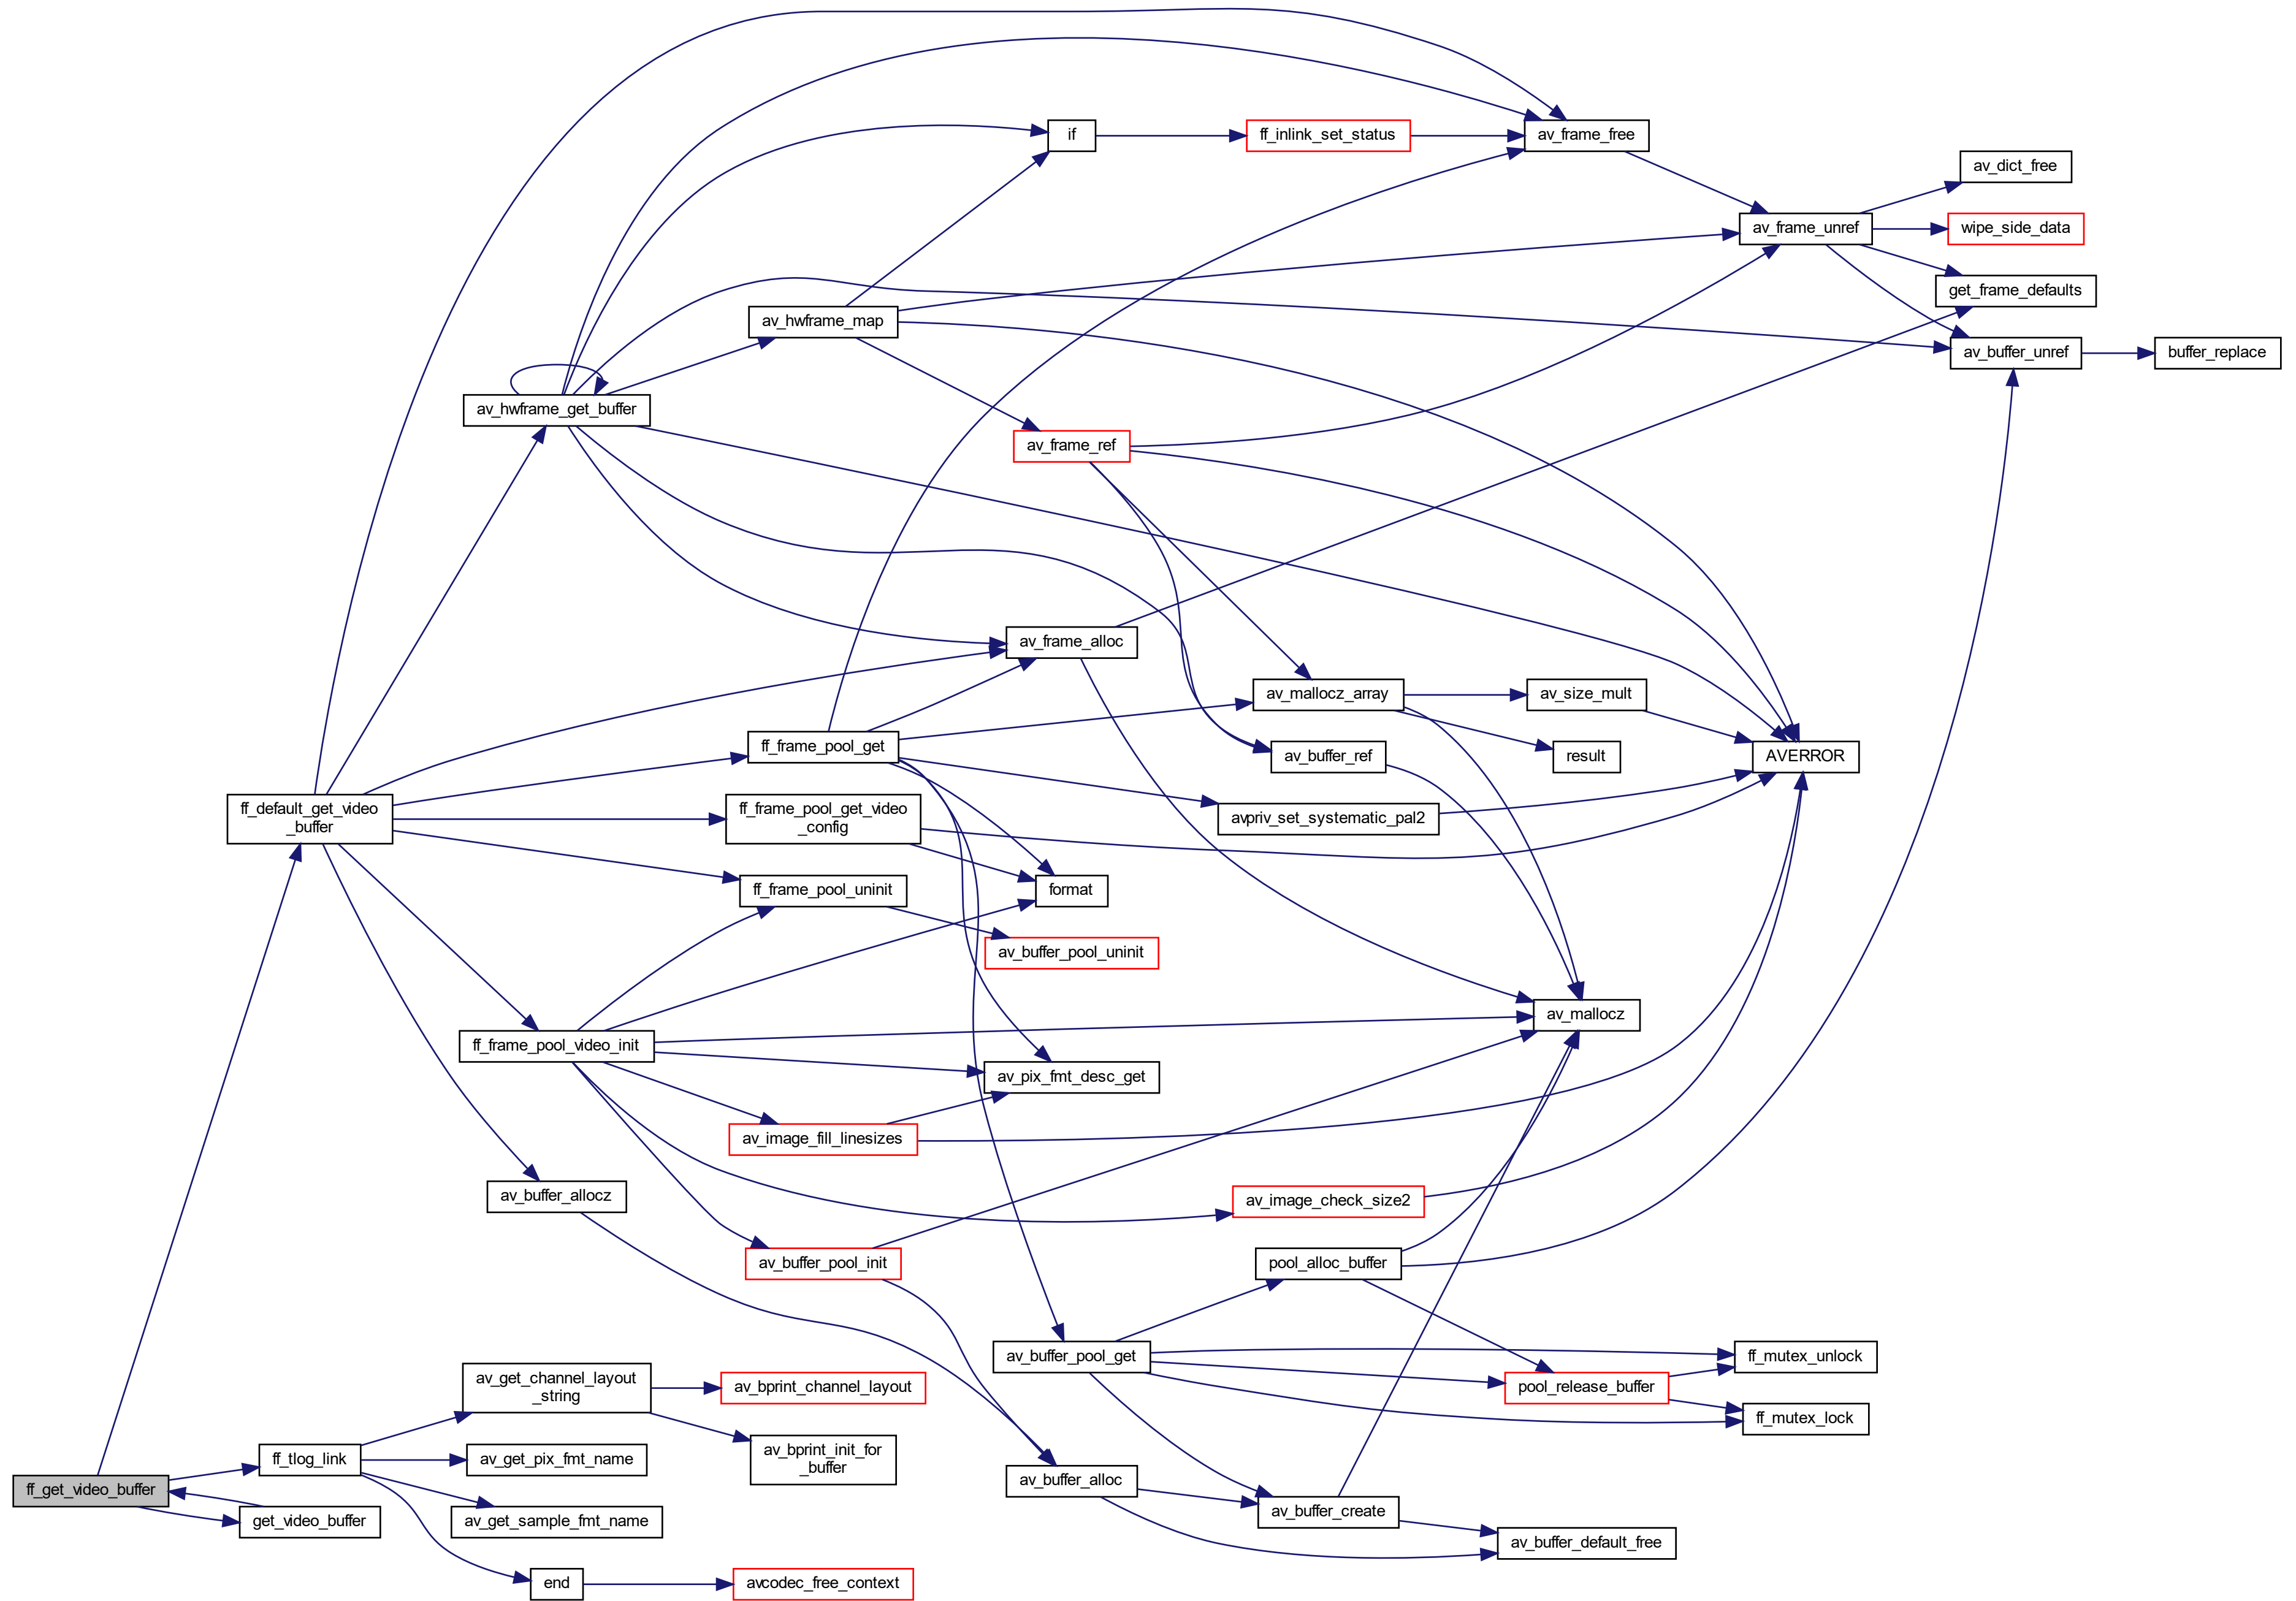 if
ff_inlink_set_status
av_frame_free
av_dict_free
av_frame_unref
wipe_side_data
get_frame_defaults
av_hwframe_map
av_buffer_unref
buffer_replace
av_hwframe_get_buffer
av_frame_ref
av_frame_alloc
av_mallocz_array
av_size_mult
ff_frame_pool_get
av_buffer_ref
result
AVERROR
ff_default_get_video
_buffer
ff_frame_pool_get_video
_config
avpriv_set_systematic_pal2
ff_frame_pool_uninit
format
av_buffer_pool_uninit
av_mallocz
ff_frame_pool_video_init
av_pix_fmt_desc_get
av_image_fill_linesizes
av_buffer_allocz
av_image_check_size2
av_buffer_pool_init
pool_alloc_buffer
av_buffer_pool_get
ff_mutex_unlock
av_get_channel_layout
_string
av_bprint_channel_layout
pool_release_buffer
ff_mutex_lock
ff_tlog_link
av_get_pix_fmt_name
av_bprint_init_for
_buffer
av_buffer_alloc
ff_get_video_buffer
get_video_buffer
av_get_sample_fmt_name
av_buffer_create
av_buffer_default_free
end
avcodec_free_context